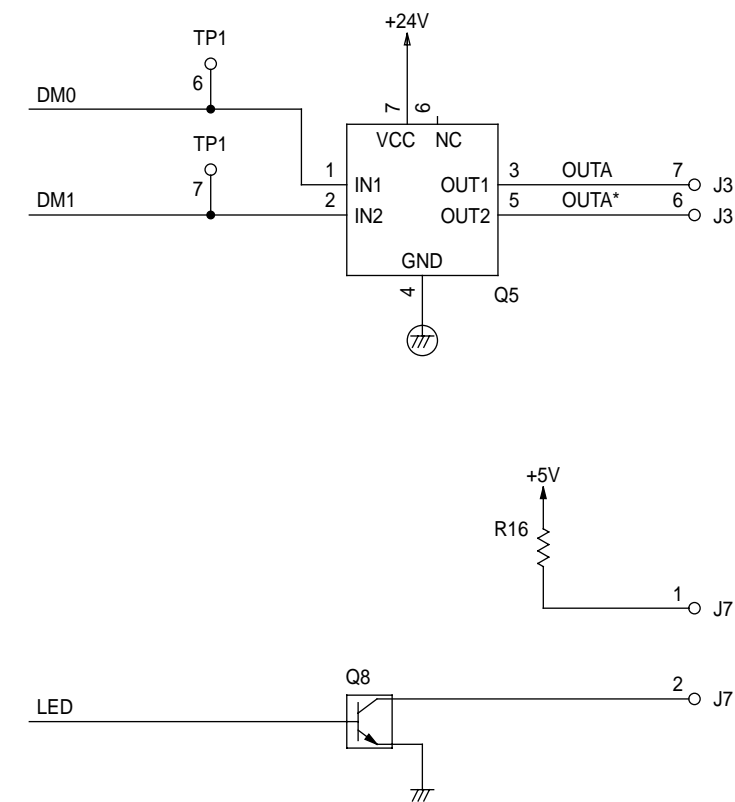 +24V
TP1
6
DM0
7
6
VCC
NC
TP1
7
DM1
1
IN1
OUT1
3
OUTA
7
J3
2
IN2
OUT2
5
OUTA*
6
J3
GND
4
Q5
+5V
R16
1
J7
Q8
2
J7
LED